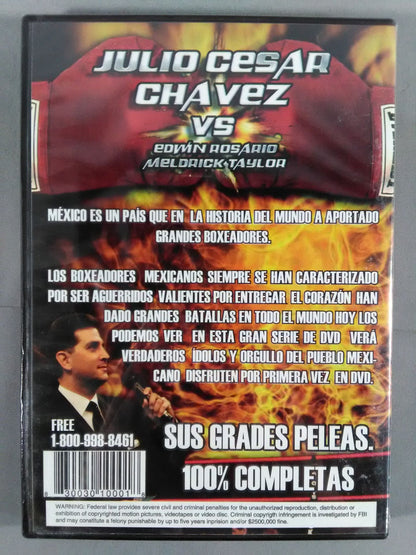 JULIO CESAR
CHAVEZ
VS
EDWIN ROSARIO
MELDRICK TAYLOR
MÉXICO ES UN PAÍS QUE EN LA HISTORIA DEL MUNDO A APORTADO
GRANDES BOXEADORES.
LOS BOXEADORES MEXICANOS SIEMPRE SE HAN CARACTERIZADO
POR SER AGUERRIDOS VALIENTES POR ENTREGAR EL CORAZÓN HAN
DADO GRANDES BATALLAS EN TODO EL MUNDO HOY LOS
PODEMOS VER EN ESTA GRAN SERIE DE DVD VERÁ
VERDADEROS ÍDOLOS Y ORGULLO DEL PUEBLO MEXI-
CANO DISFRUTEN POR PRIMERA VEZ EN DVD.
FREE
1-800-998-8461
SUS GRADES PELEAS.
100% COMPLETAS
WARNING: Federal law provides severe civil and criminal penalties for the unauthorized reproduction, distribution or
exhibition of copyrighted motion pictures, videotapes or video disc. Criminal copyrigth infringement is investigated by FBI
and may constitute a felony punishable by up to five years inprision and/or $2500,000 fine.